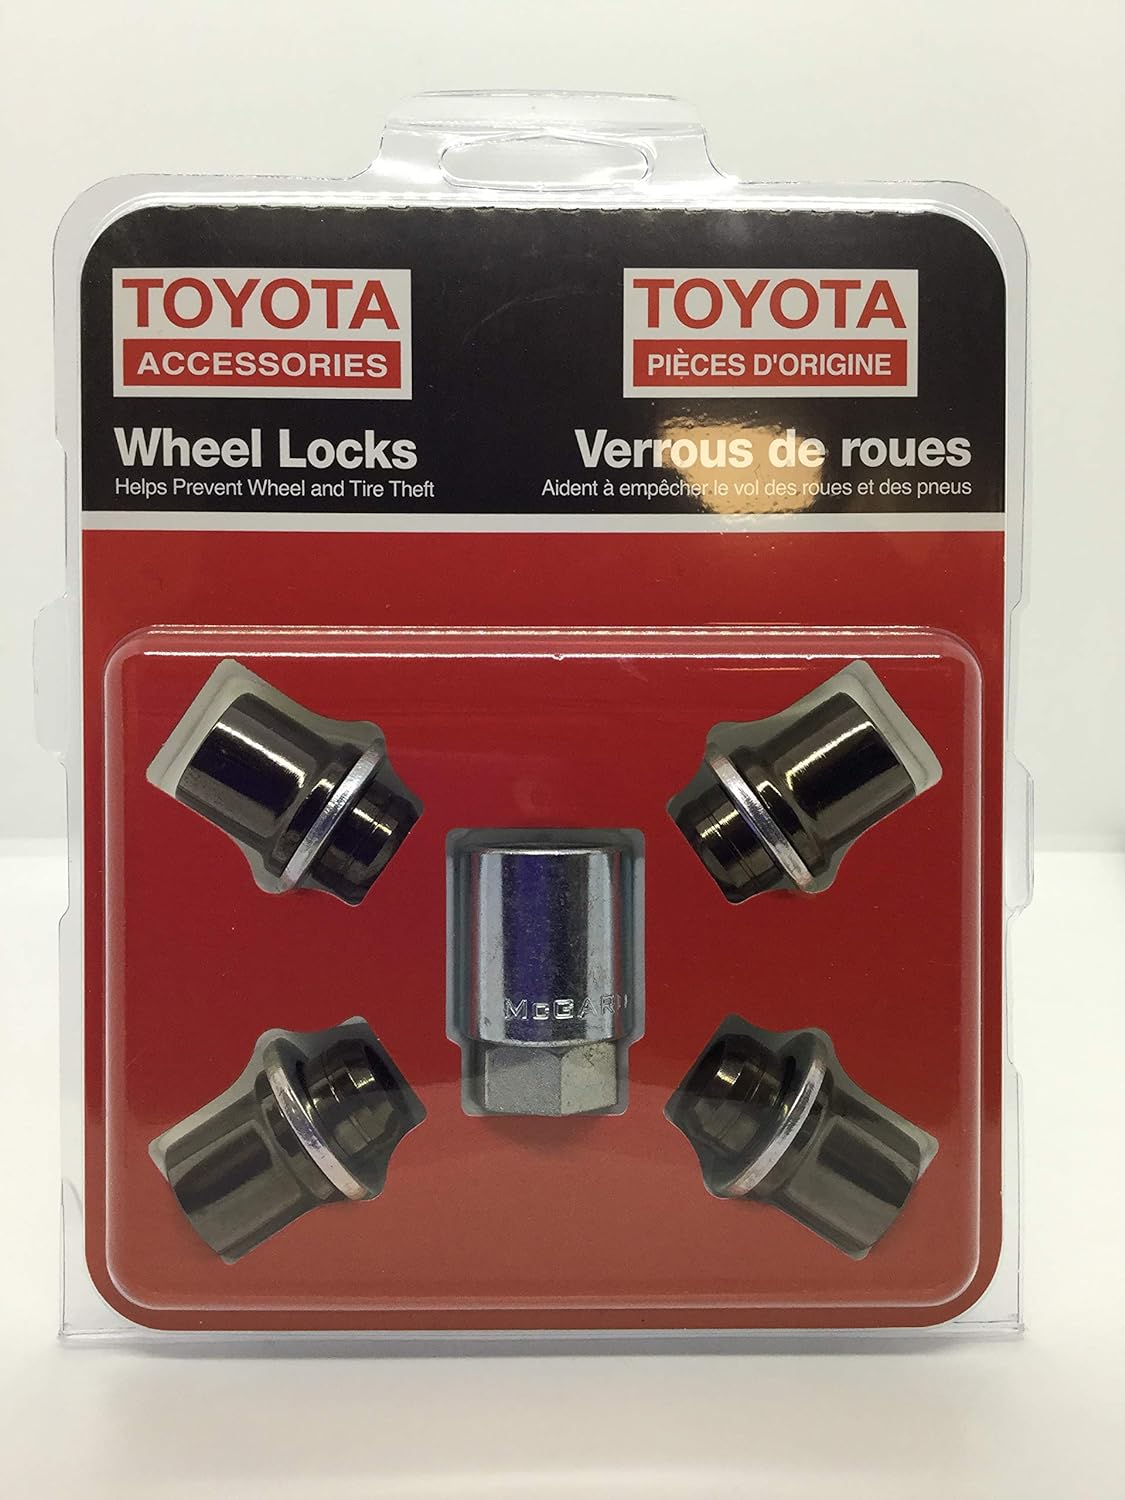 TOYOTA
ACCESSORIES
Wheel Locks
Helps Prevent Wheel and Tire Theft
TOYOTA
PIÈCES D'ORIGINE
Verrous de roues
Aident à empêcher le vol des roues et des pneus
McGARD